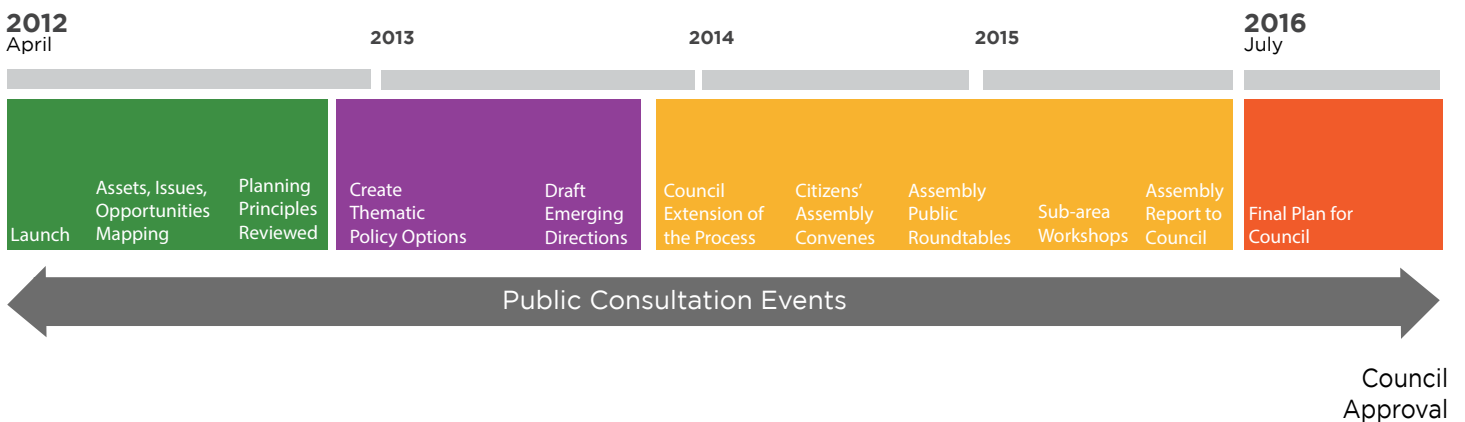 2012
April
2013
2014
2015
2016
July
Launch
Assets, Issues,
Opportunities
Mapping
Planning
Principles
Reviewed
Create
Thematic
Policy Options
Draft
Emerging
Directions
Council
Extension of
the Process
Citizens’
Assembly
Convenes
Assembly
Public
Roundtables
Sub-area
Workshops
Assembly
Report to
Council
Final Plan for
Council
Public Consultation Events
Council
Approval